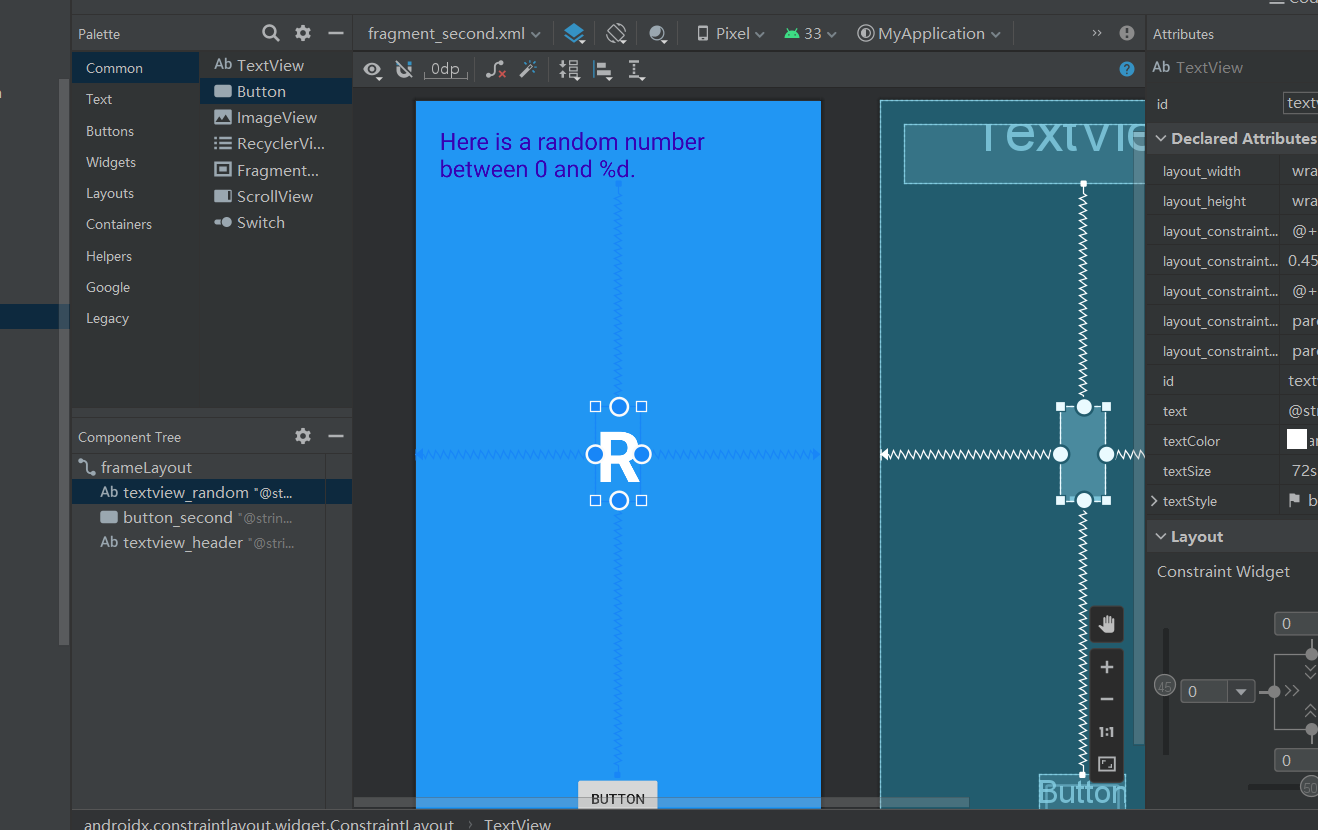 Palette
Common
Text
Buttons
Widgets
Layouts
Containers
Helpers
Google
Legacy
Ab TextView
Button
ImageView
RecyclerVi...
Fragment...
ScrollView
Switch
Component Tree
frameLayout
Ab textview_random "@st...
button_second "@strin...
Ab textview_header "@stri...
fragment_second.xml
Pixel
33
MyApplication
0dp
Here is a random number
between 0 and %d.
R
BUTTON
TextVie
Button
1:1
Attributes
Ab TextView
id textv
Declared Attributes
layout_width wra
layout_height wra
layout_constraint... @+
layout_constraint... 0.45
layout_constraint... @+
layout_constraint... pare
layout_constraint... pare
id textv
text @str
textColor
textSize 72s
textStyle b
Layout
Constraint Widget
0
45
0
0
50
androidx.constraintlayout.widget.ConstraintLayout › TextView